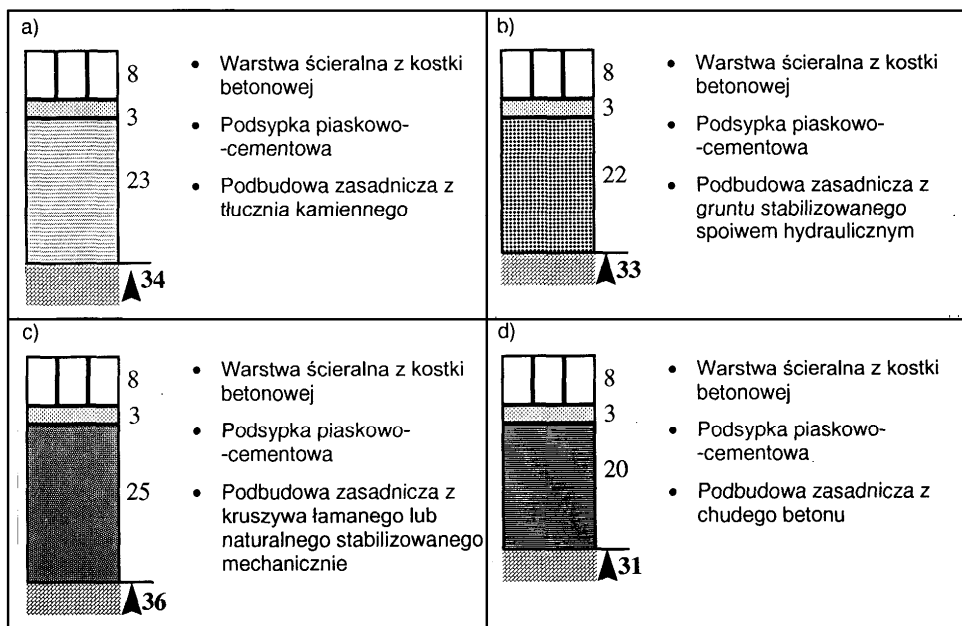 a)
8
3
23
34
• Warstwa ścieralna z kostki
betonowej
• Podsypka piaskowo-
-cementowa
• Podbudowa zasadnicza z
tłucznia kamiennego
b)
8
3
22
33
• Warstwa ścieralna z kostki
betonowej
• Podsypka piaskowo-
-cementowa
• Podbudowa zasadnicza z
gruntu stabilizowanego
spoiwem hydraulicznym
c)
8
3
25
36
• Warstwa ścieralna z kostki
betonowej
• Podsypka piaskowo-
-cementowa
• Podbudowa zasadnicza z
kruszywa łamanego lub
naturalnego stabilizowanego
mechanicznie
d)
8
3
20
31
• Warstwa ścieralna z kostki
betonowej
• Podsypka piaskowo-
-cementowa
• Podbudowa zasadnicza z
chudego betonu